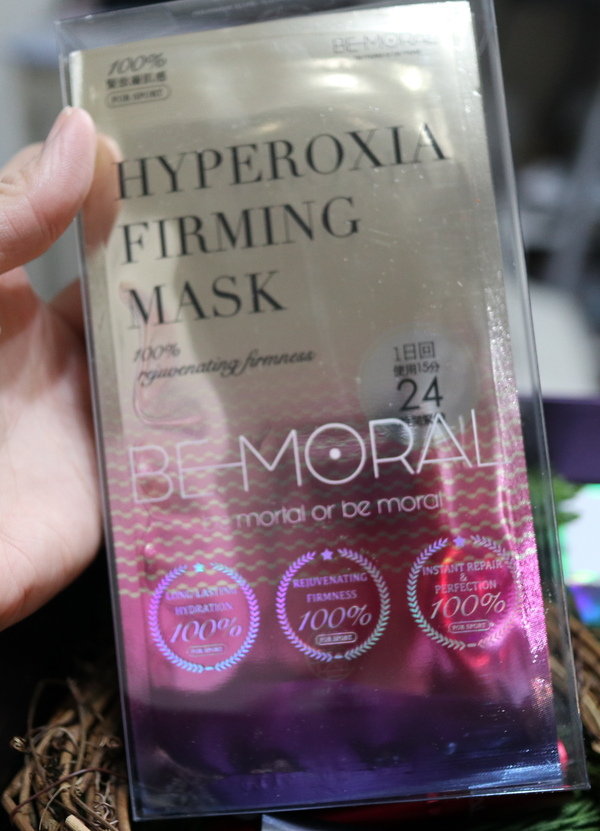 100%
FOR SPORT
BE-MORAL
HYPEROXIA
FIRMING
MASK
100%
rejuvenating firmness
1日回
使用15分
24
BE-MORAL
mortal or be moral
LONG LASTING
HYDRATION
100%
FOR SPORT
REJUVENATING
FIRMNESS
100%
FOR SPORT
INSTANT REPAIR
&
PERFECTION
100%
FOR SPORT